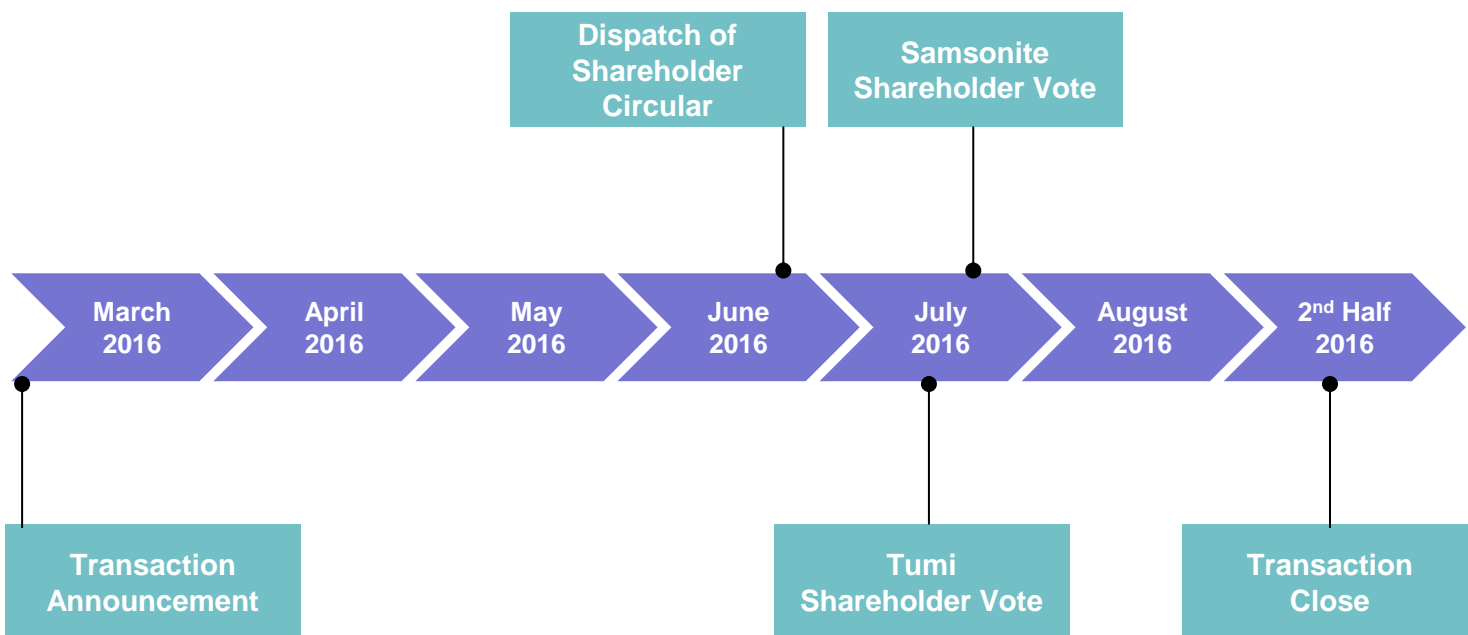 Dispatch of
Shareholder
Circular
Samsonite
Shareholder Vote
March
2016
April
2016
May
2016
June
2016
July
2016
August
2016
2nd Half
2016
Transaction
Announcement
Tumi
Shareholder Vote
Transaction
Close